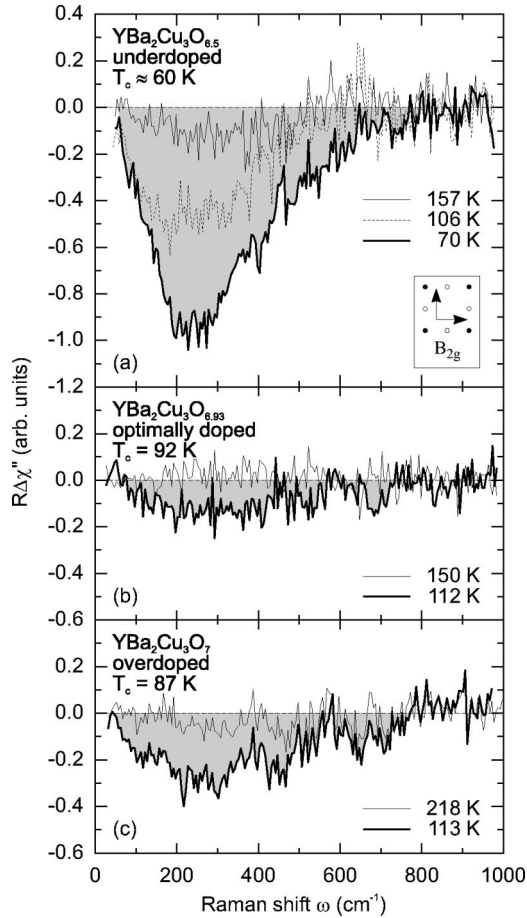 0.4
YBa2Cu3O6.5
underdoped
Tc ≈ 60 K
0.2
0.0
-0.2
-0.4
157 K
106 K
70 K
-0.6
-0.8
B2g
-1.0
(a)
-1.2
YBa2Cu3O6.93
optimally doped
Tc = 92 K
0.2
0.0
-0.2
-0.4
150 K
112 K
(b)
-0.6
YBa2Cu3O7
overdoped
Tc = 87 K
0.2
0.0
-0.2
-0.4
218 K
113 K
(c)
-0.6
0 200 400 600 800 1000
Raman shift ω (cm-1)
RΔχ" (arb. units)